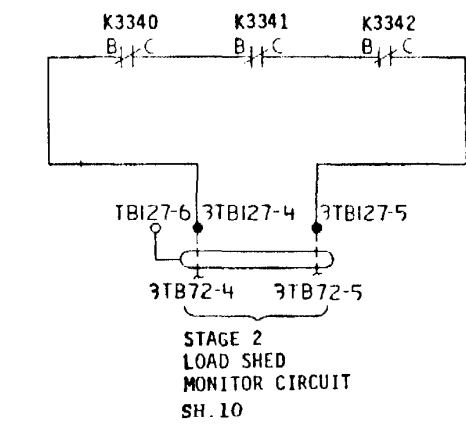 K3340 K3341 K3342
B C B C B C
TB127-6 3TB127-4 3TB127-5
3TB72-4 3TB72-5
STAGE 2
LOAD SHED
MONITOR CIRCUIT
SH.10